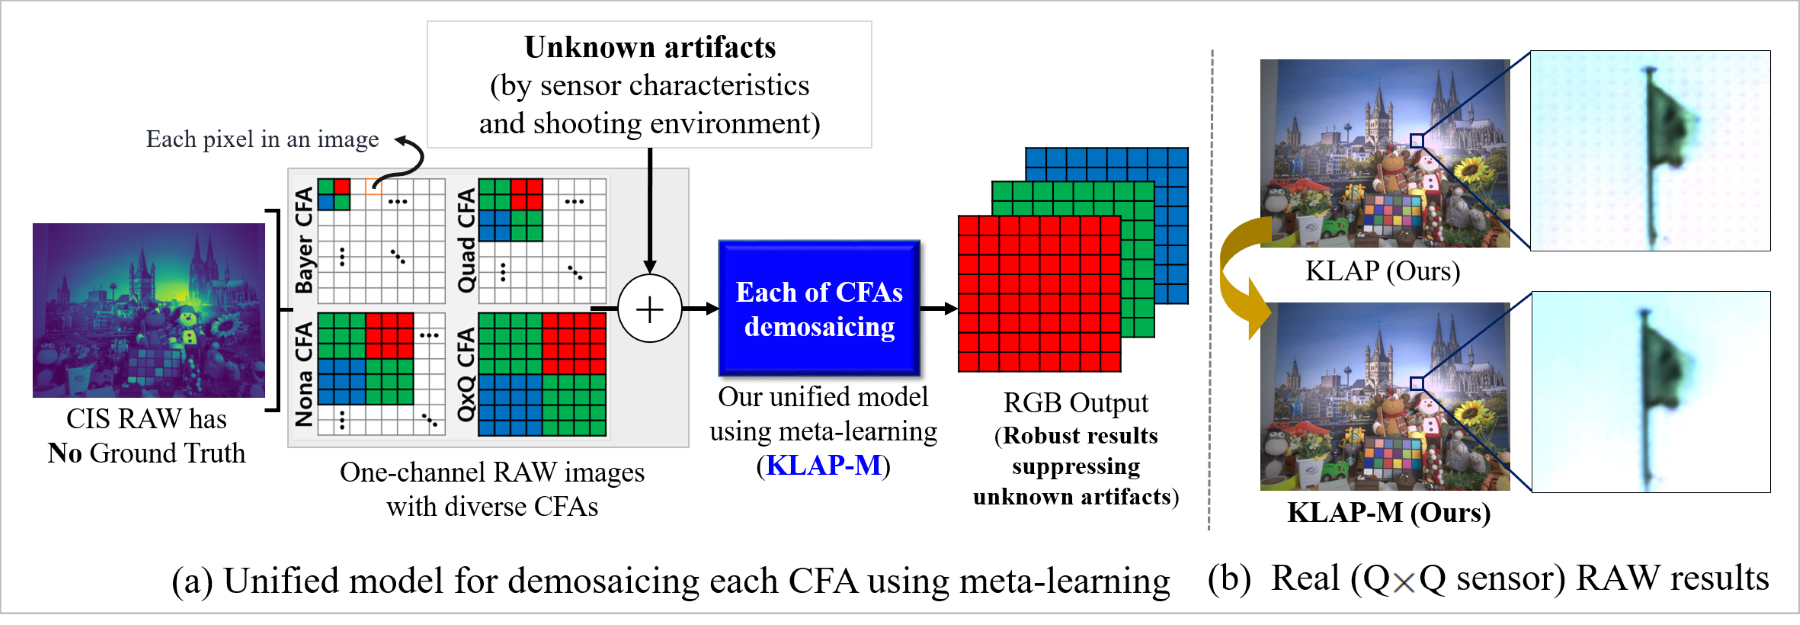 Unknown artifacts
(by sensor characteristics
and shooting environment)
Each pixel in an image
Bayer CFA
Quad CFA
Nona CFA
QxQ CFA
CIS RAW has
No Ground Truth
One-channel RAW images
with diverse CFAs
Each of CFAs
demosaicing
Our unified model
using meta-learning
(KLAP-M)
RGB Output
(Robust results
suppressing
unknown artifacts)
KLAP (Ours)
KLAP-M (Ours)
(a) Unified model for demosaicing each CFA using meta-learning
(b) Real (Q×Q sensor) RAW results